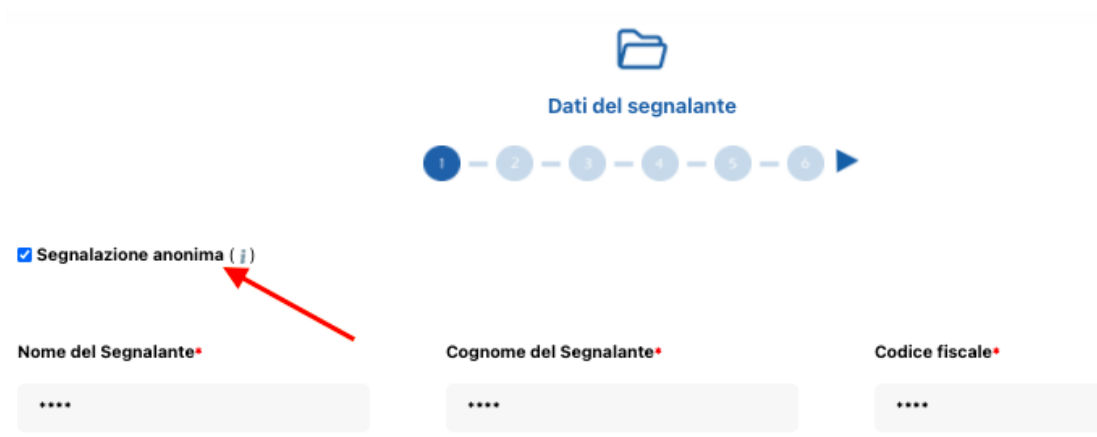 Dati del segnalante
1 2 3 4 5 6
Segnalazione anonima ( i )
Nome del Segnalante* Cognome del Segnalante* Codice fiscale*
**** **** ****